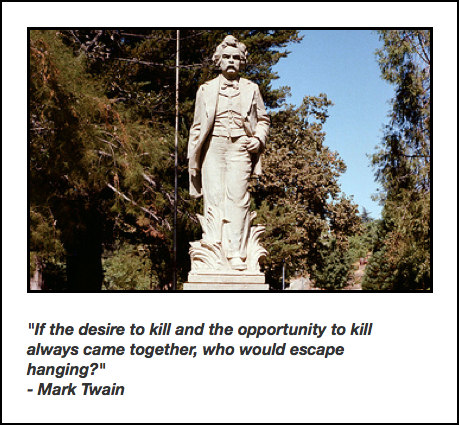 "If the desire to kill and the opportunity to kill
always came together, who would escape
hanging?"
- Mark Twain